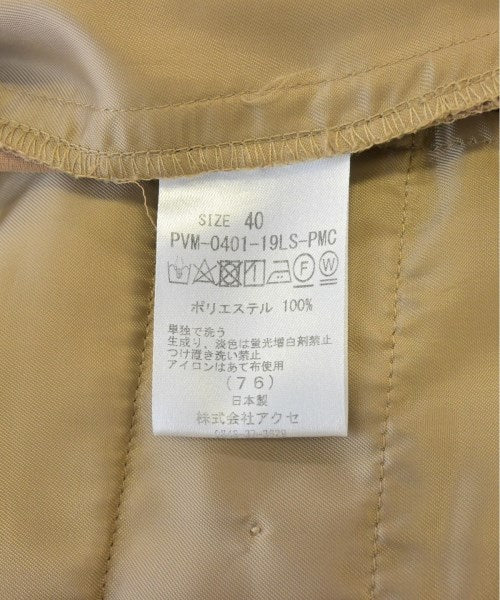 SIZE 40
PVM-0401-19LS-PMC
F W
ポリエステル 100%
単独で洗う
生成り、淡色は蛍光増白剤禁止
つけ置き洗い禁止
アイロンはあて布使用
(76)
日本製
株式会社アクセ